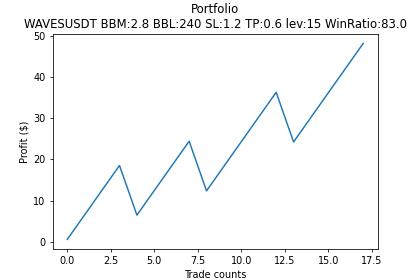 Portfolio
WAVESUSDT BBM:2.8 BBL:240 SL:1.2 TP:0.6 lev:15 WinRatio:83.0
50
40
30
20
10
0
Profit ($)
0.0 2.5 5.0 7.5 10.0 12.5 15.0 17.5
Trade counts